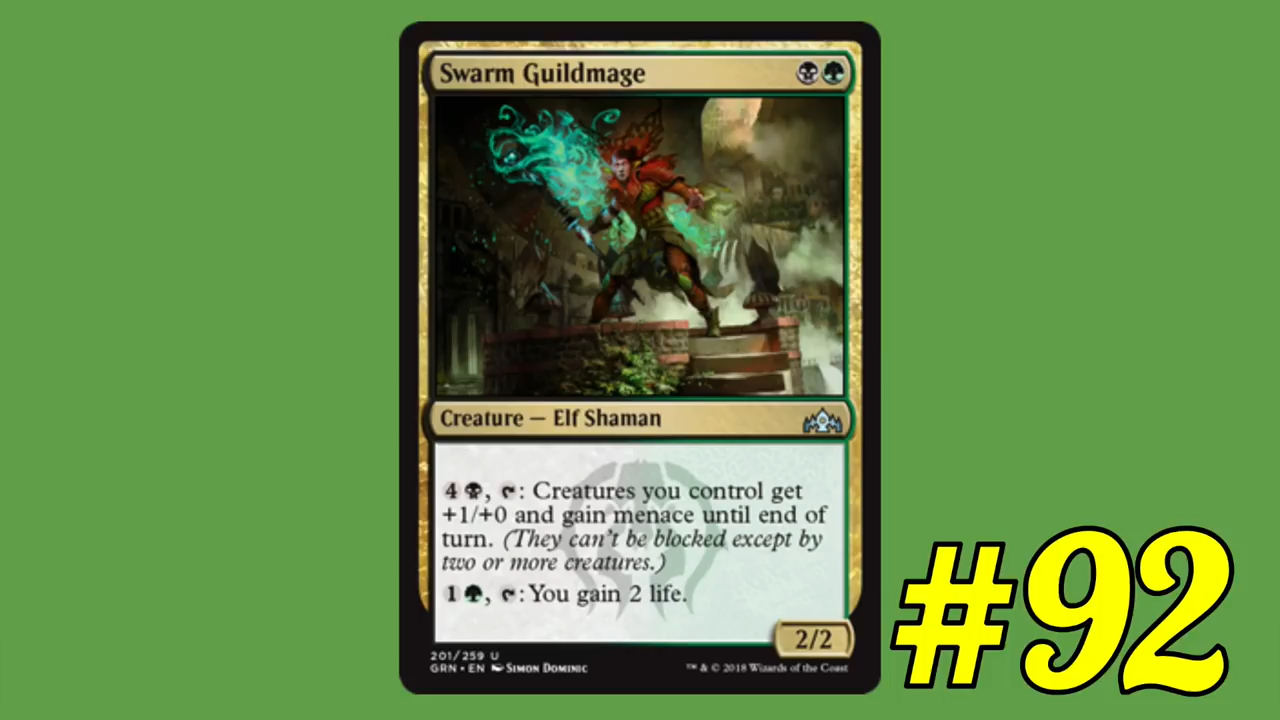 Swarm Guildmage
Creature — Elf Shaman
4, : Creatures you control get
+1/+0 and gain menace until end of
turn. (They can't be blocked except by
two or more creatures.)
1, : You gain 2 life.
2/2
201/259 U
GRN • EN Simon Dominic
™ & © 2018 Wizards of the Coast
#92